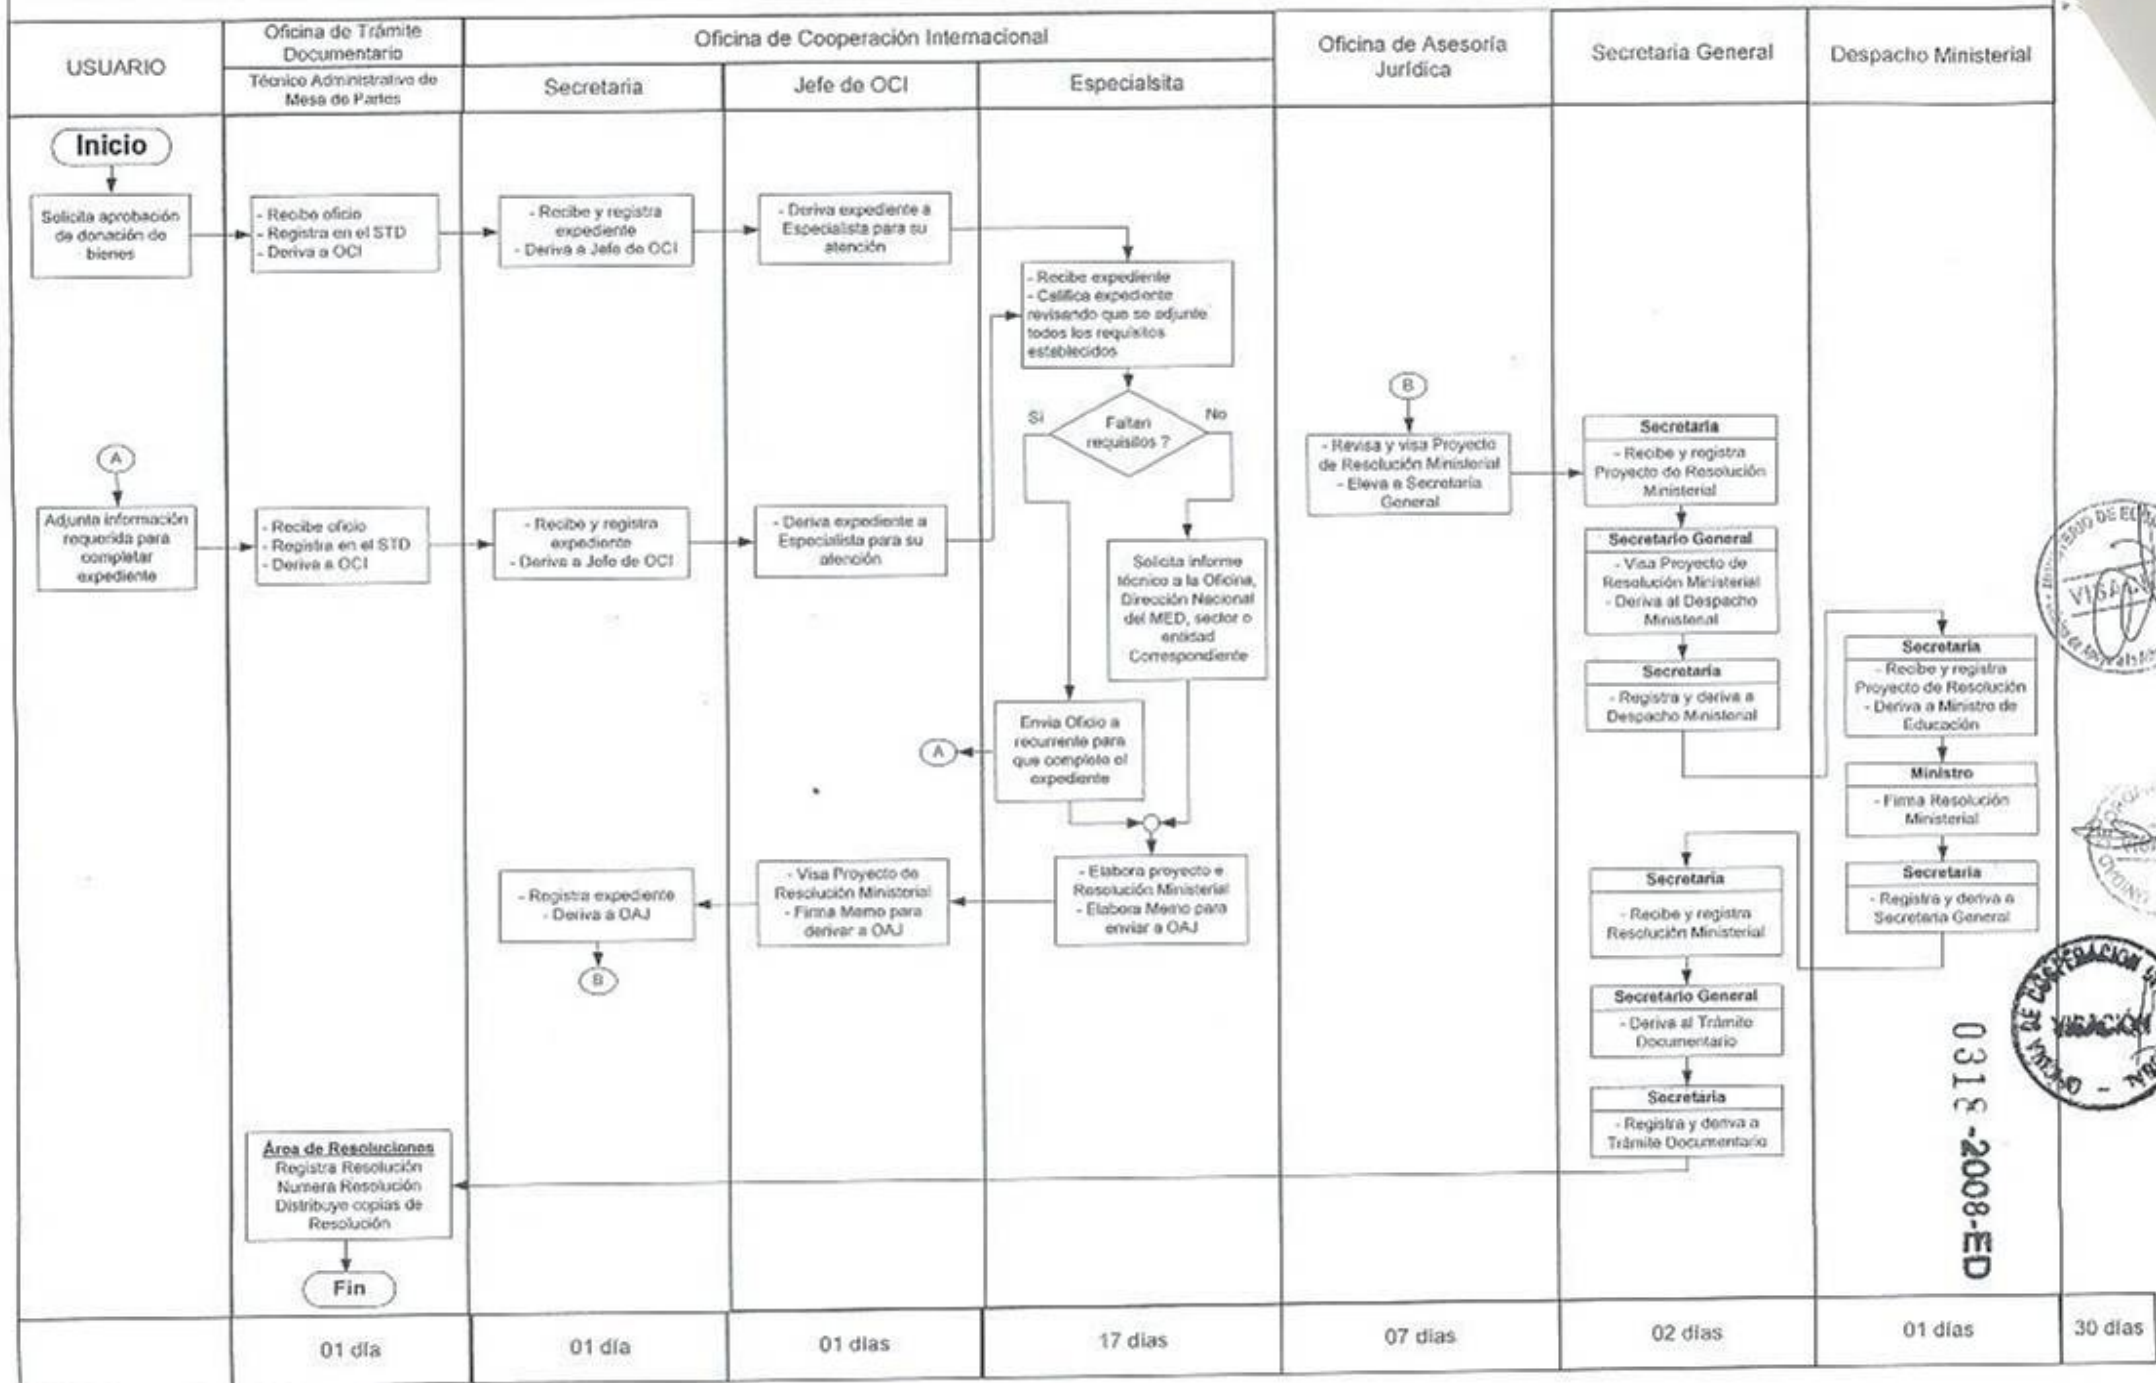 USUARIO
Oficina de Trámite
Documentario
Técnico Administrativo de
Mesa de Partes
Oficina de Cooperación Internacional
Secretaria
Jefe de OCI
Especialsita
Oficina de Asesoría
Jurídica
Secretaria General
Despacho Ministerial
Inicio
Solicita aprobación
de donación de
bienes
- Recibe oficio
- Registra en el STD
- Deriva a OCI
- Recibe y registra
expediente
- Deriva a Jefe de OCI
- Deriva expediente a
Especialista para su
atención
- Recibe expediente
- Califica expediente
revisando que se adjunte
todos los requisitos
establecidos
Faltan
requisitos ?
Si
No
A
Adjunta información
requerida para
completar
expediente
- Recibe oficio
- Registra en el STD
- Deriva a OCI
- Recibe y registra
expediente
- Deriva a Jefe de OCI
- Deriva expediente a
Especialista para su
atención
Solicita informe
técnico a la Oficina,
Dirección Nacional
del MED, sector o
entidad
Correspondiente
Envia Oficio a
recurrente para
que complete el
expediente
A
- Elabora proyecto e
Resolución Ministerial
- Elabora Memo para
enviar a OAJ
- Visa Proyecto de
Resolución Ministerial
- Firma Memo para
derivar a OAJ
- Registra expediente
- Deriva a OAJ
B
B
- Revisa y visa Proyecto
de Resolución Ministerial
- Eleva a Secretaría
General
Secretaria
- Recibe y registra
Proyecto de Resolución
Ministerial
Secretario General
- Visa Proyecto de
Resolución Ministerial
- Deriva al Despacho
Ministerial
Secretaria
- Registra y deriva a
Despacho Ministerial
Secretaria
- Recibe y registra
Proyecto de Resolución
- Deriva a Ministro de
Educación
Ministro
- Firma Resolución
Ministerial
Secretaria
- Registra y deriva a
Secretaria General
Secretaria
- Recibe y registra
Resolución Ministerial
Secretario General
- Deriva al Trámite
Documentario
Secretaria
- Registra y deriva a
Trámite Documentario
Área de Resoluciones
Registra Resolución
Numera Resolución
Distribuye copias de
Resolución
Fin
0318-2008-ED
VISACIÓN
01 día
01 día
01 días
17 días
07 días
02 días
01 días
30 días